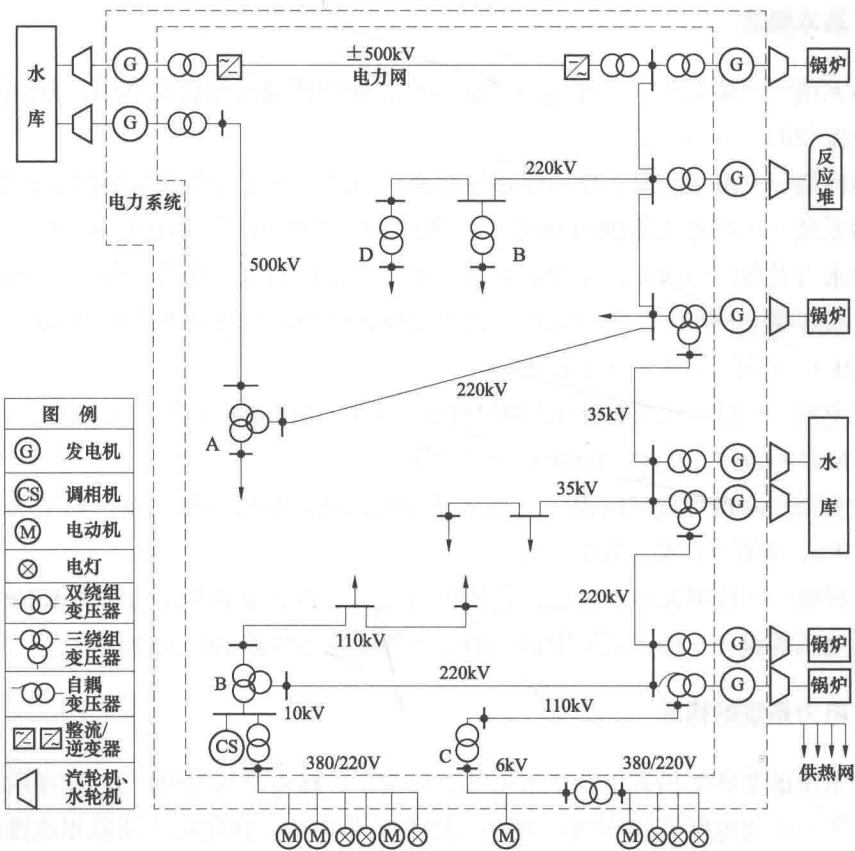 水库
G
G
±500kV
电力网
G
锅炉
电力系统
500kV
220kV
D
B
G
反应堆
G
锅炉
220kV
A
35kV
G
G
水库
35kV
图 例
G 发电机
CS 调相机
M 电动机
电灯
双绕组
变压器
三绕组
变压器
自耦
变压器
整流/
逆变器
汽轮机/
水轮机
110kV
220kV
B
220kV
G
锅炉
G
锅炉
10kV
CS
110kV
C
6kV
380/220V
380/220V
供热网
M
M
M
M
M